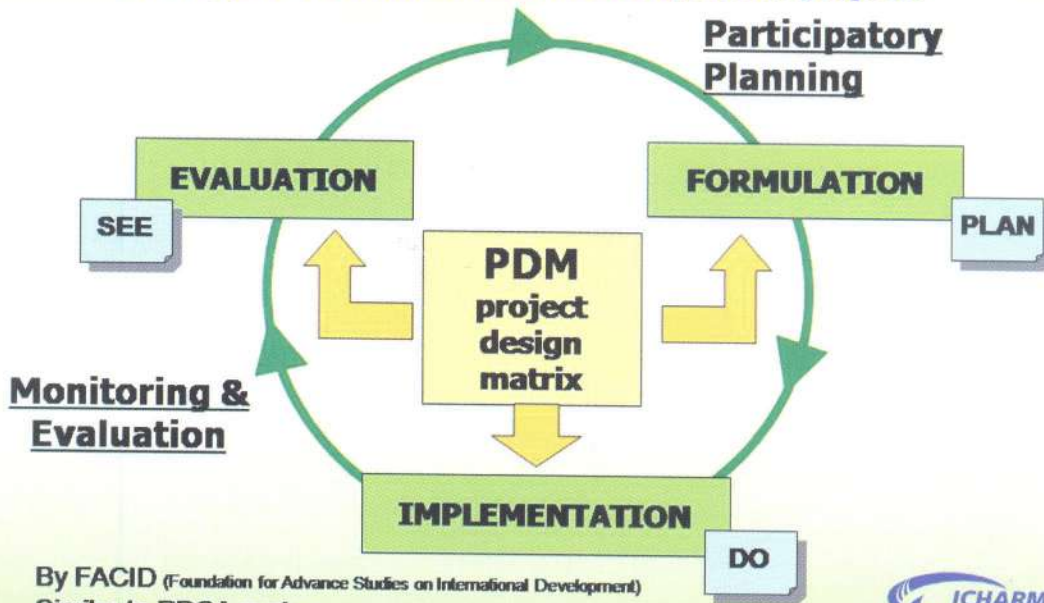 Participatory
Planning
EVALUATION
FORMULATION
SEE
PLAN
PDM
project
design
matrix
Monitoring &
Evaluation
IMPLEMENTATION
DO
By FACID (Foundation for Advance Studies on International Development)
ICHARM